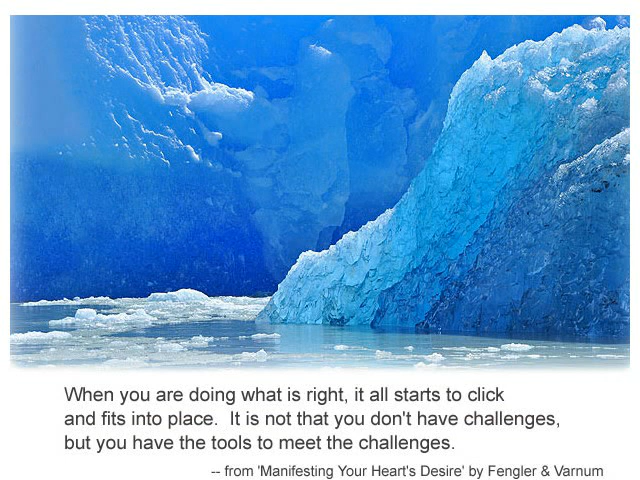 When you are doing what is right, it all starts to click
and fits into place.  It is not that you don't have challenges,
but you have the tools to meet the challenges.
-- from 'Manifesting Your Heart's Desire' by Fengler & Varnum